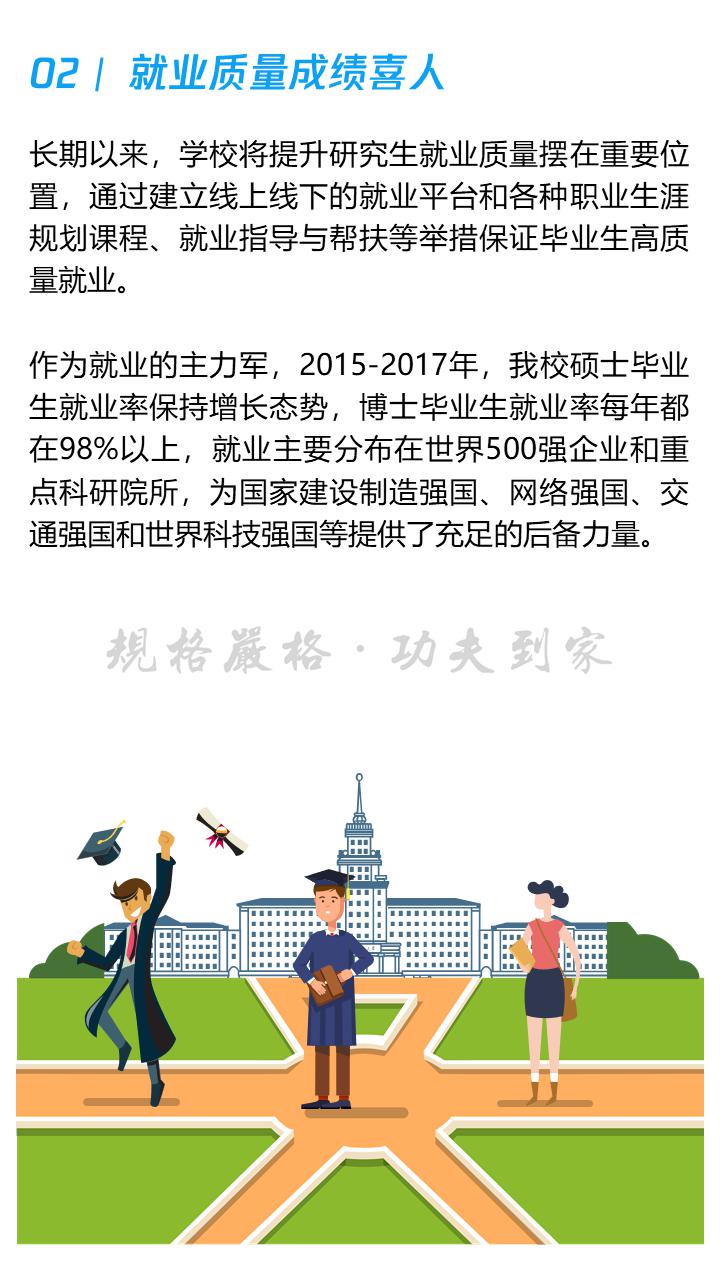 02 | 就业质量成绩喜人
长期以来，学校将提升研究生就业质量摆在重要位
置，通过建立线上线下的就业平台和各种职业生涯
规划课程、就业指导与帮扶等举措保证毕业生高质
量就业。
作为就业的主力军，2015-2017年，我校硕士毕业
生就业率保持增长态势，博士毕业生就业率每年都
在98%以上，就业主要分布在世界500强企业和重
点科研院所，为国家建设制造强国、网络强国、交
通强国和世界科技强国等提供了充足的后备力量。
规格嚴格·功夫到家